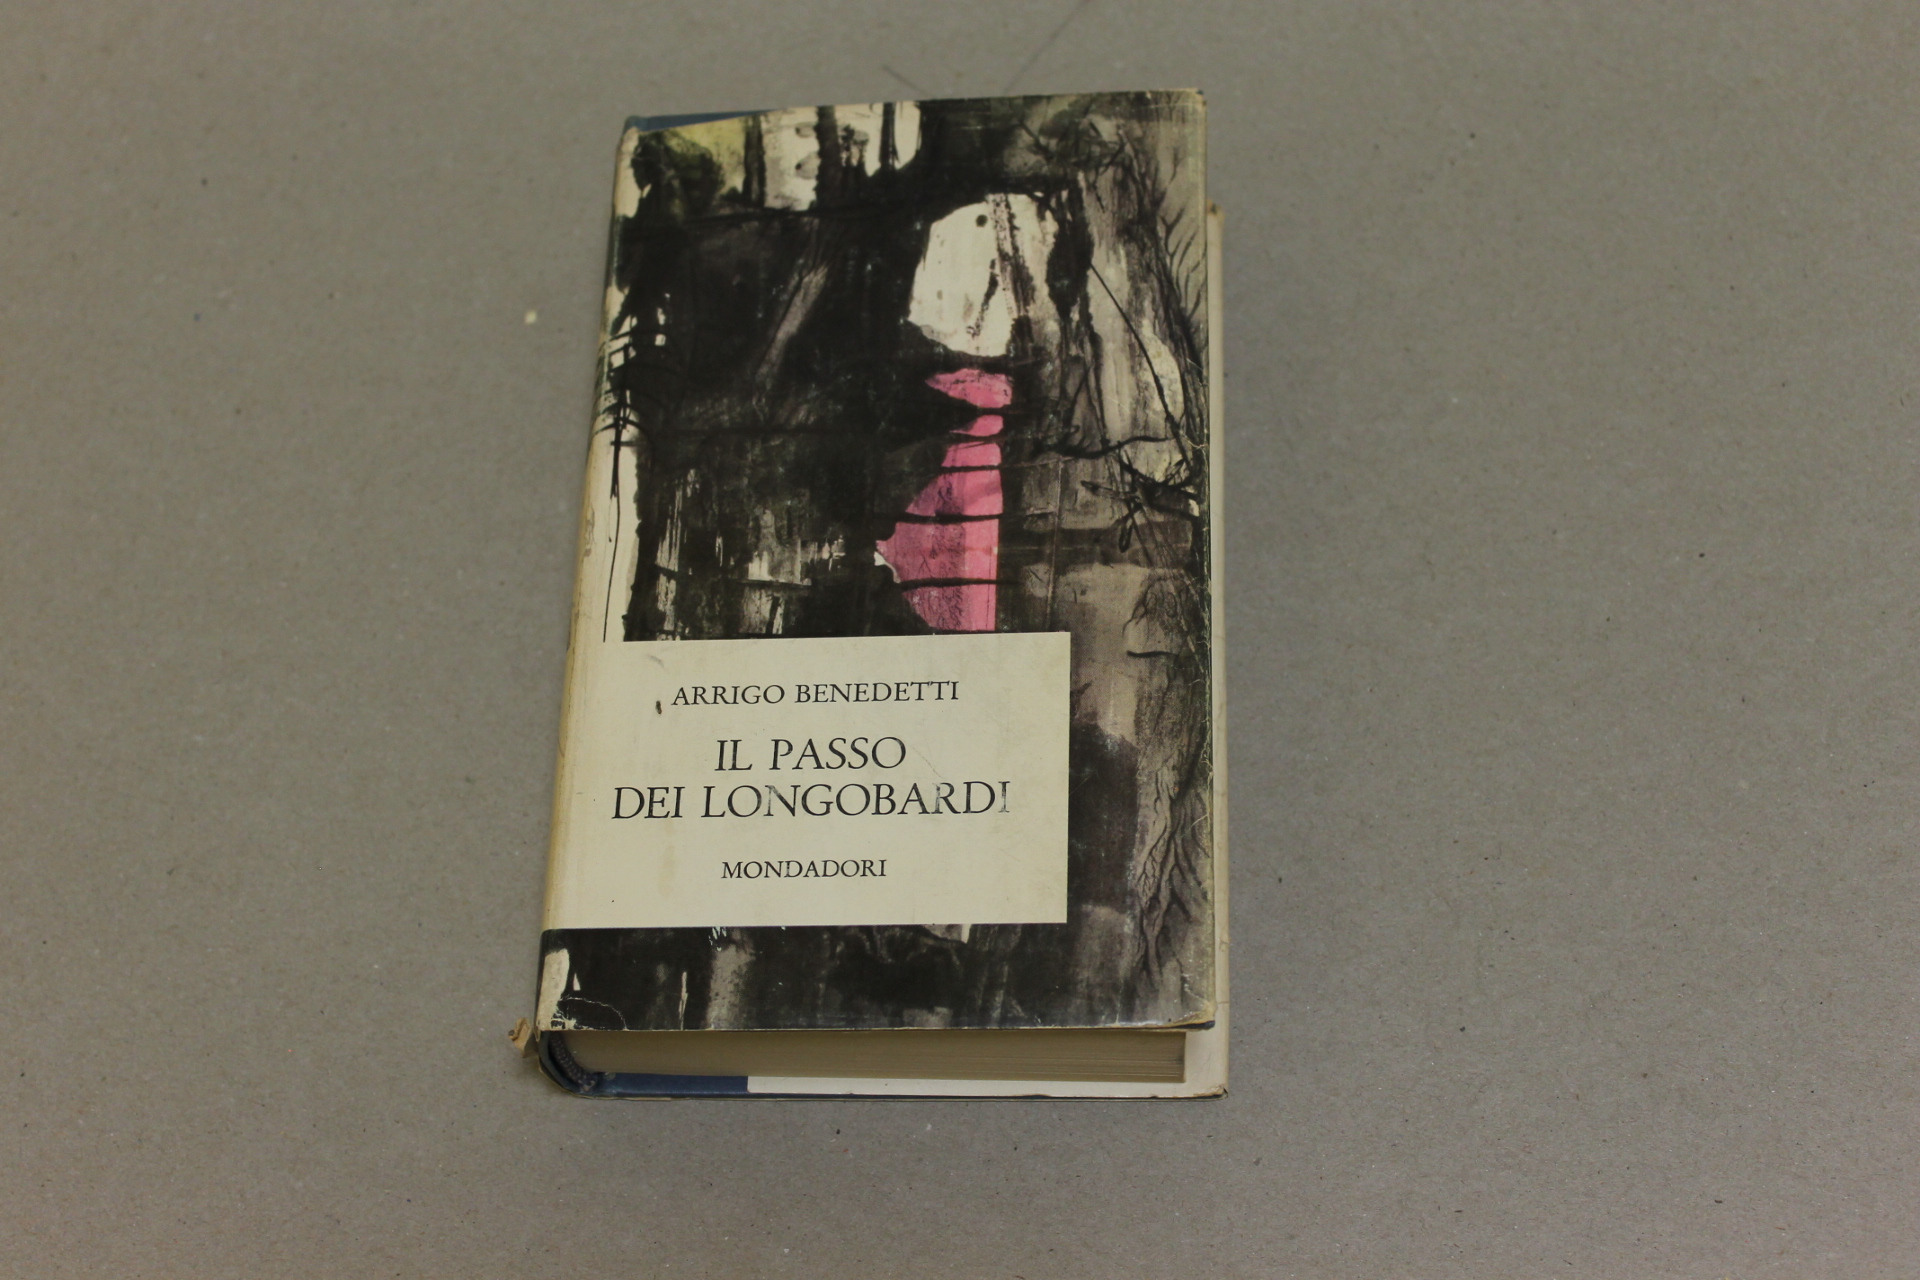 ARRIGO BENEDETTI
IL PASSO
DEI LONGOBARDI
MONDADORI